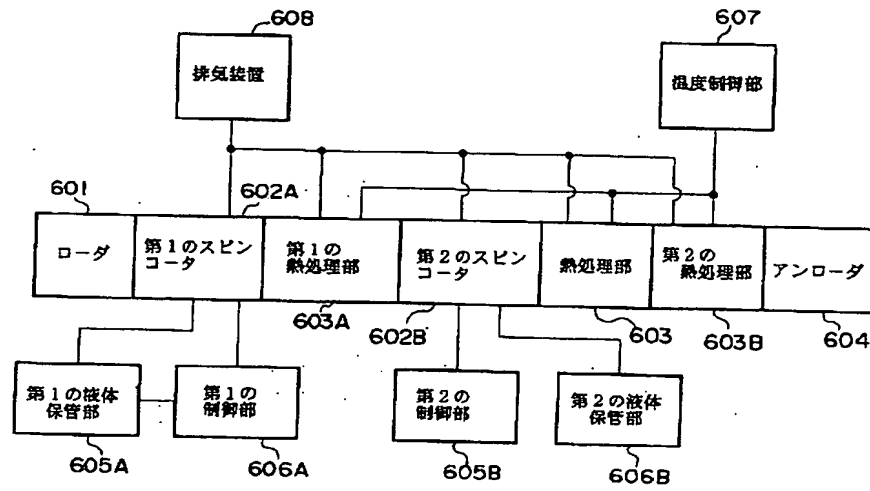 608
607
排気装置
温度制御部
601
602A
ローダ
第1のスピン
コータ
第1の
熱処理部
第2のスピン
コータ
熱処理部
第2の
熱処理部
アンローダ
603A
602B
603
603B
604
第1の液体
保管部
第1の
制御部
第2の
制御部
第2の液体
保管部
605A
606A
605B
606B